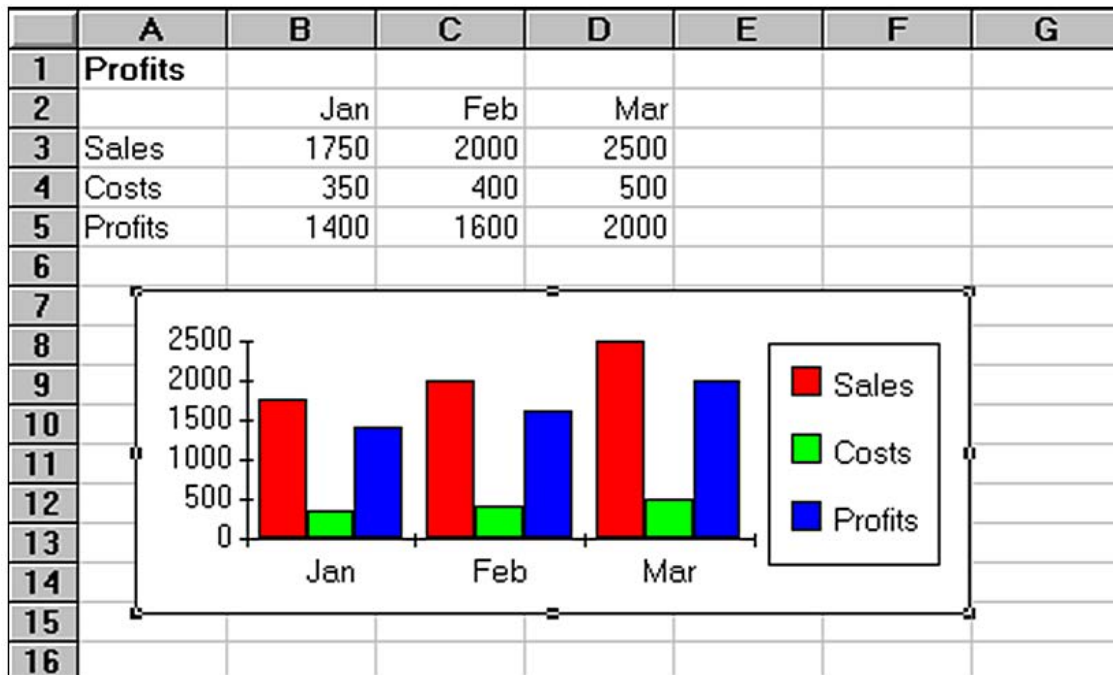 A B C D E F G
1 Profits
2 Jan Feb Mar
3 Sales 1750 2000 2500
4 Costs 350 400 500
5 Profits 1400 1600 2000
6
7
8
9
10
11
12
13
14
15
16
2500
2000
1500
1000
500
0
Jan Feb Mar
Sales
Costs
Profits